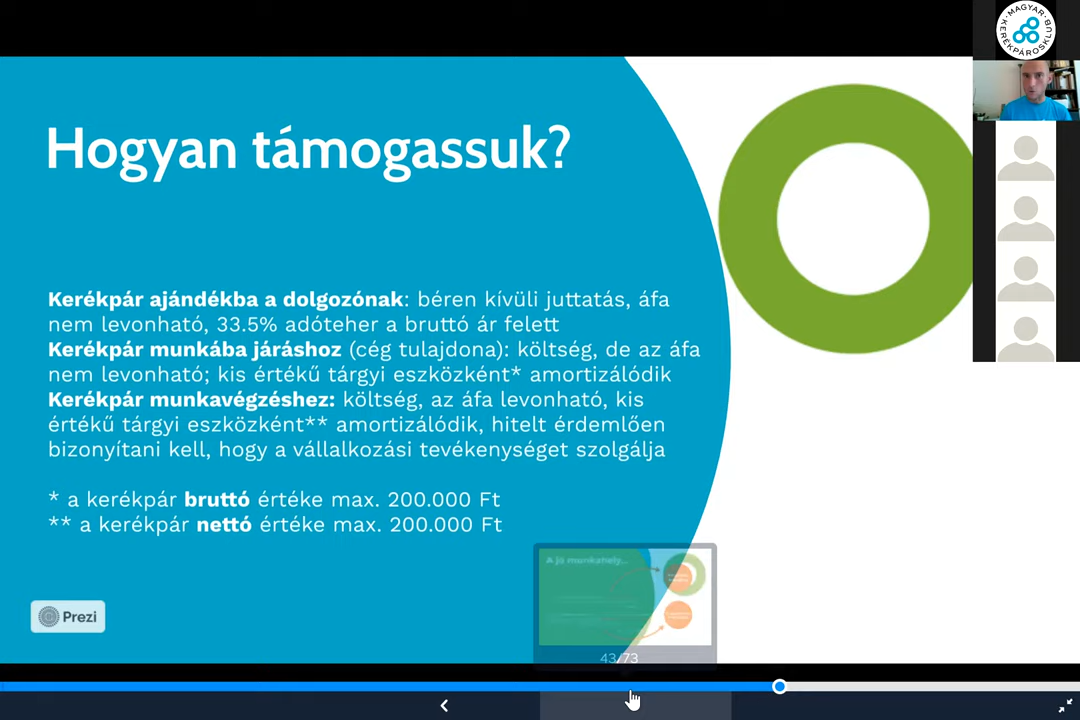 MAGYAR
KERÉKPÁROSKLUB
Hogyan támogassuk?
Kerékpár ajándékba a dolgozónak: béren kívüli juttatás, áfa
nem levonható, 33.5% adóteher a bruttó ár felett
Kerékpár munkába járáshoz (cég tulajdona): költség, de az áfa
nem levonható; kis értékű tárgyi eszközként* amortizálódik
Kerékpár munkavégzéshez: költség, az áfa levonható, kis
értékű tárgyi eszközként** amortizálódik, hitelt érdemlően
bizonyítani kell, hogy a vállalkozási tevékenységet szolgálja
* a kerékpár bruttó értéke max. 200.000 Ft
** a kerékpár nettó értéke max. 200.000 Ft
A jó munkahely...
Prezi
43/73